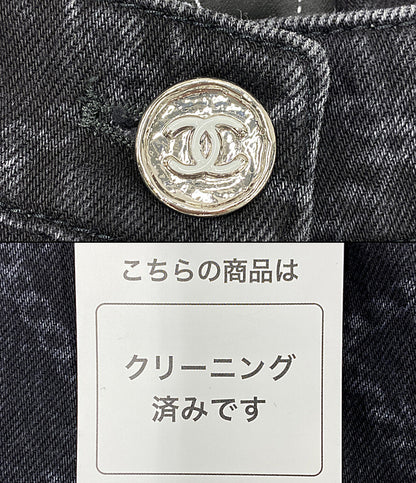 こちらの商品は
クリーニング
済みです